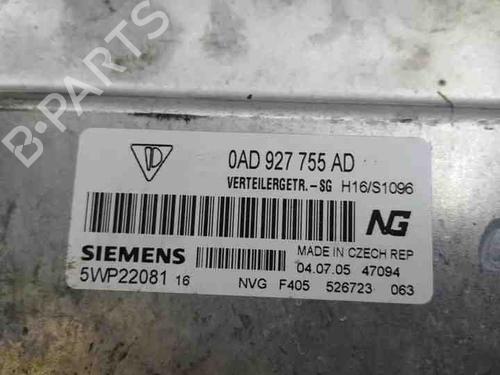 B-PARTS
0AD 927 755 AD
VERTEILERGETR.-SG H16/S1096
NG
SIEMENS
MADE IN CZECH REP
04.07.05 47094
5WP22081 16
NVG F405 526723 063